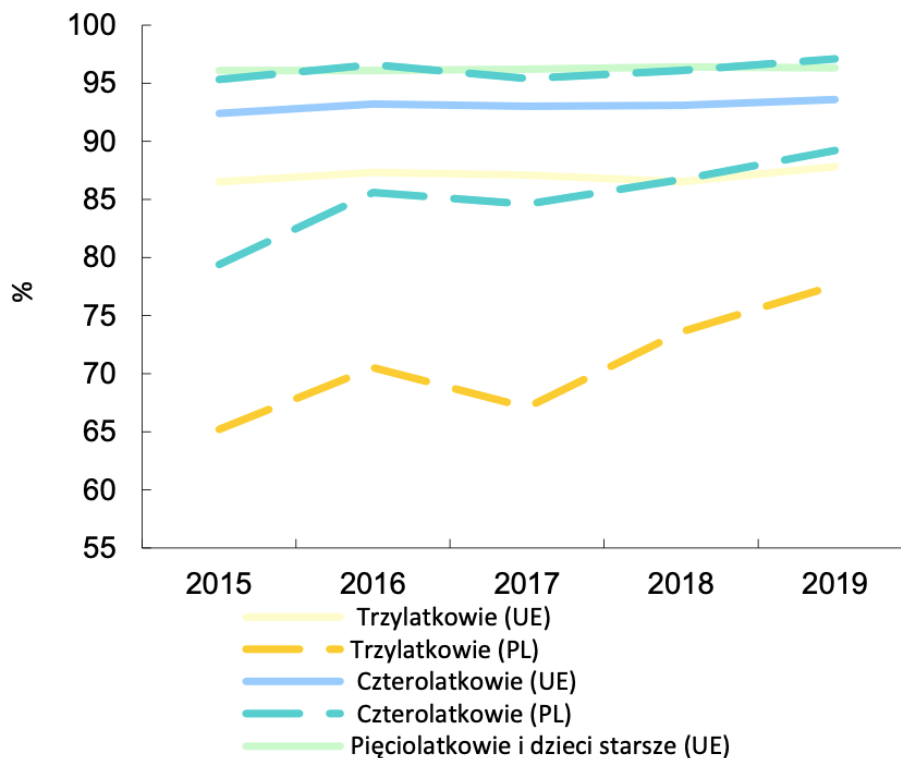 100
95
90
85
80
75
%
70
65
60
55
2015 2016 2017 2018 2019
Trzylatkowie (UE)
Trzylatkowie (PL)
Czterolatkowie (UE)
Czterolatkowie (PL)
Pięciolatkowie i dzieci starsze (UE)